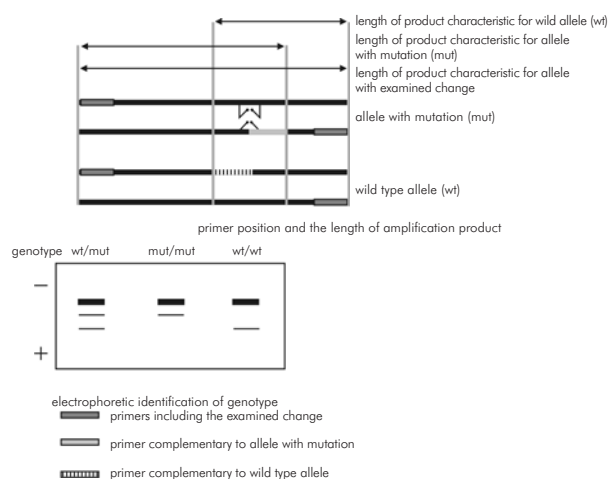 length of product characteristic for wild allele (wt)
length of product characteristic for allele
with mutation (mut)
length of product characteristic for allele
with examined change
allele with mutation (mut)
wild type allele (wt)
primer position and the length of amplification product
genotype wt/mut mut/mut wt/wt
−
+
electrophoretic identification of genotype
primers including the examined change
primer complementary to allele with mutation
primer complementary to wild type allele